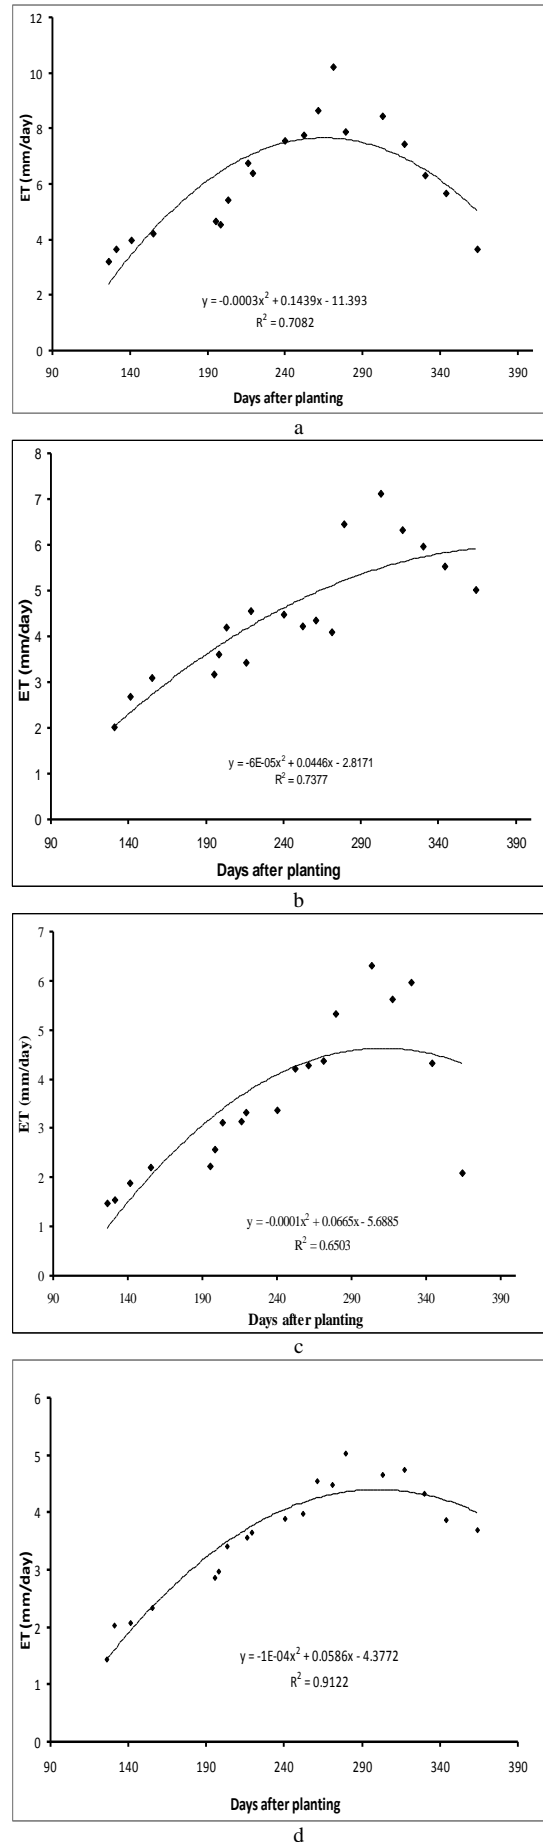 12
10
8
6
4
2
0
ET (mm/day)
y = -0.0003x² + 0.1439x - 11.393
R² = 0.7082
90 140 190 240 290 340 390
Days after planting
a
8
7
6
5
4
3
2
1
0
ET (mm/day)
y = -6E-05x² + 0.0446x - 2.8171
R² = 0.7377
90 140 190 240 290 340 390
Days after planting
b
7
6
5
4
3
2
1
0
ET (mm/day)
y = -0.0001x² + 0.0665x - 5.6885
R² = 0.6503
90 140 190 240 290 340 390
Days after planting
c
6
5
4
3
2
1
0
ET (mm/day)
y = -1E-04x² + 0.0586x - 4.3772
R² = 0.9122
90 140 190 240 290 340 390
Days after planting
d